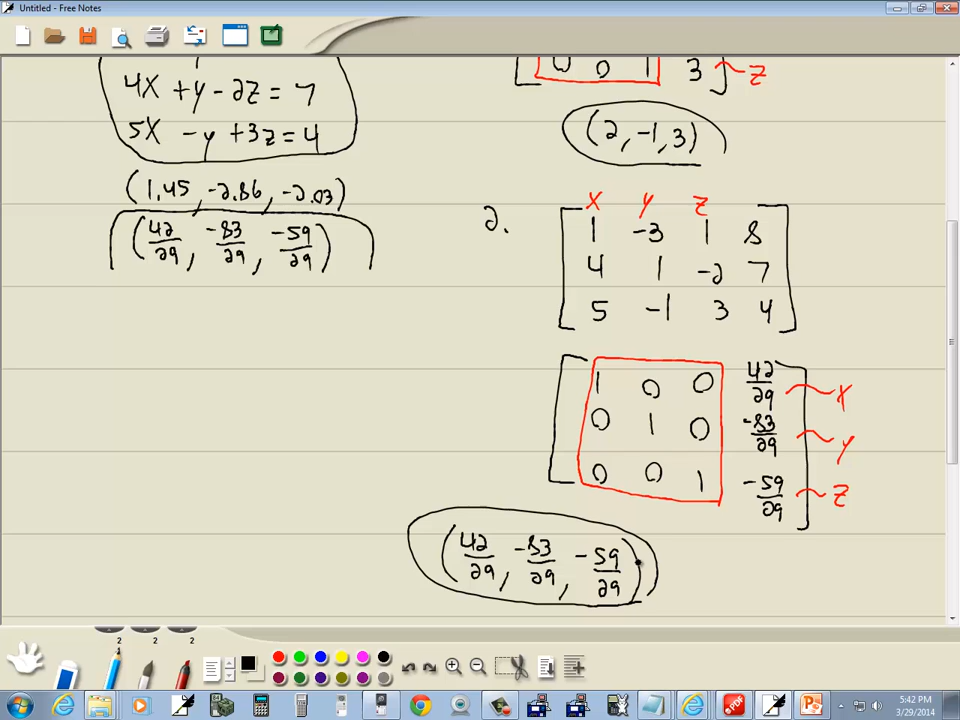 Untitled - Free Notes
4X + y - 2z = 7
5X - y + 3z = 4
(1.45, -2.86, -2.03)
(42/29, -83/29, -59/29)
0 0 1 3 z
(2, -1, 3)
2.
X y z
1 -3 1 8
4 1 -2 7
5 -1 3 4
1 0 0 42/29 X
0 1 0 -83/29 y
0 0 1 -59/29 z
(42/29, -83/29, -59/29)
2 2 2
5:42 PM
3/29/2014